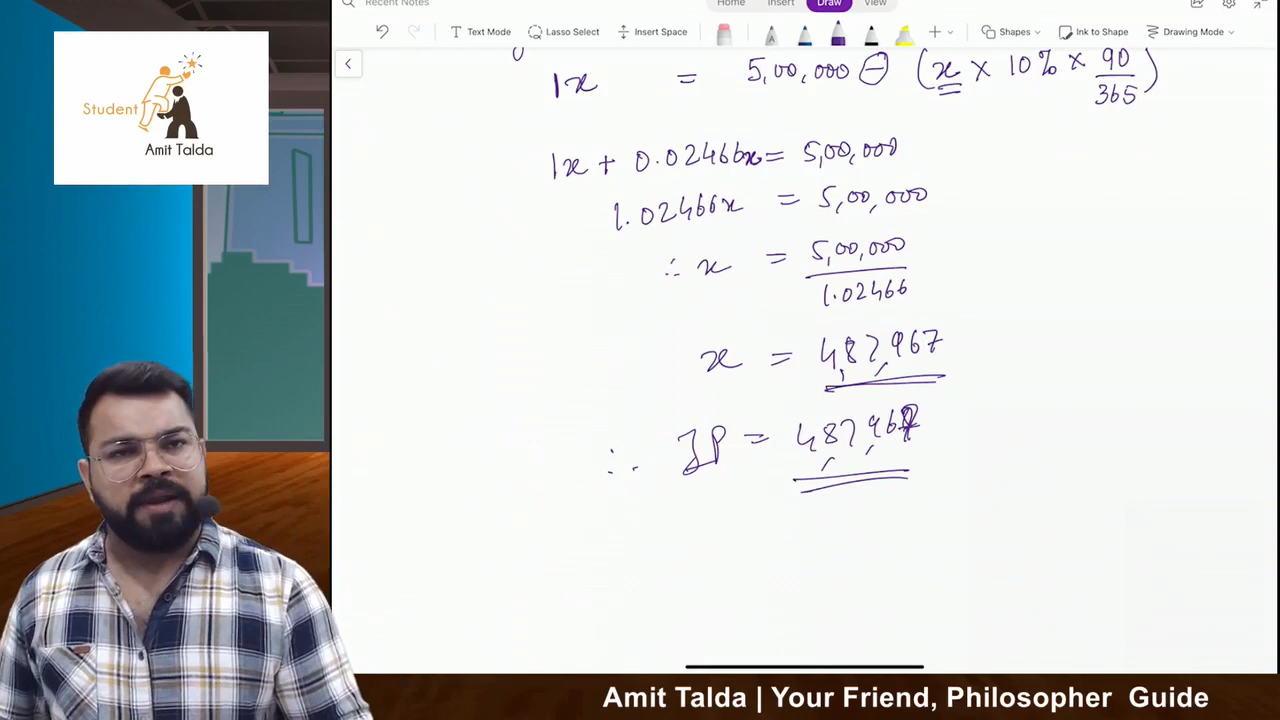 Recent Notes
Home Insert Draw View
Text Mode Lasso Select Insert Space Shapes Ink to Shape Drawing Mode
1x = 5,00,000 ⊖ (x × 10% × 90/365)
1x + 0.02466x = 5,00,000
1.02466x = 5,00,000
∴ x = 5,00,000/1.02466
x = 4,87,967
∴ IP = 4,87,967
Student
Amit Talda
Amit Talda | Your Friend, Philosopher Guide